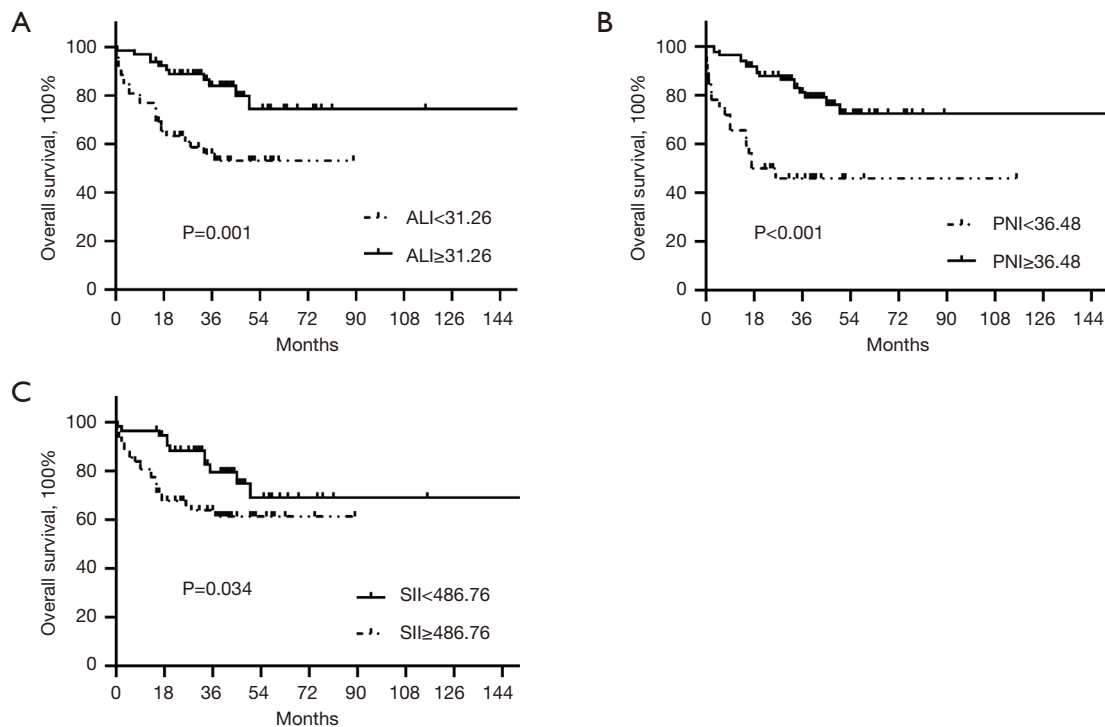 A
100
80
60
40
20
0
Overall survival, 100%
P=0.001
ALI<31.26
ALI≥31.26
0 18 36 54 72 90 108 126 144
Months
B
100
80
60
40
20
0
Overall survival, 100%
P<0.001
PNI<36.48
PNI≥36.48
0 18 36 54 72 90 108 126 144
Months
C
100
80
60
40
20
0
Overall survival, 100%
P=0.034
SII<486.76
SII≥486.76
0 18 36 54 72 90 108 126 144
Months